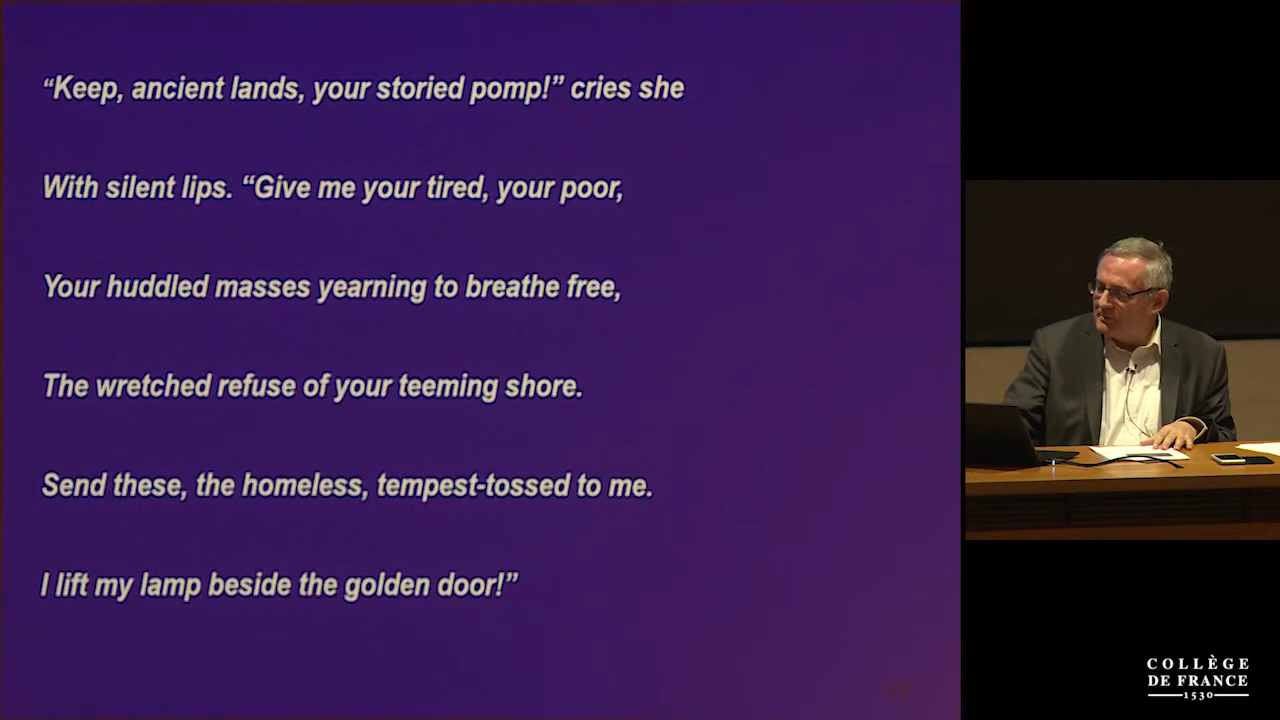 “Keep, ancient lands, your storied pomp!” cries she
With silent lips. “Give me your tired, your poor,
Your huddled masses yearning to breathe free,
The wretched refuse of your teeming shore.
Send these, the homeless, tempest-tossed to me.
I lift my lamp beside the golden door!”
COLLÈGE
DE FRANCE
1530